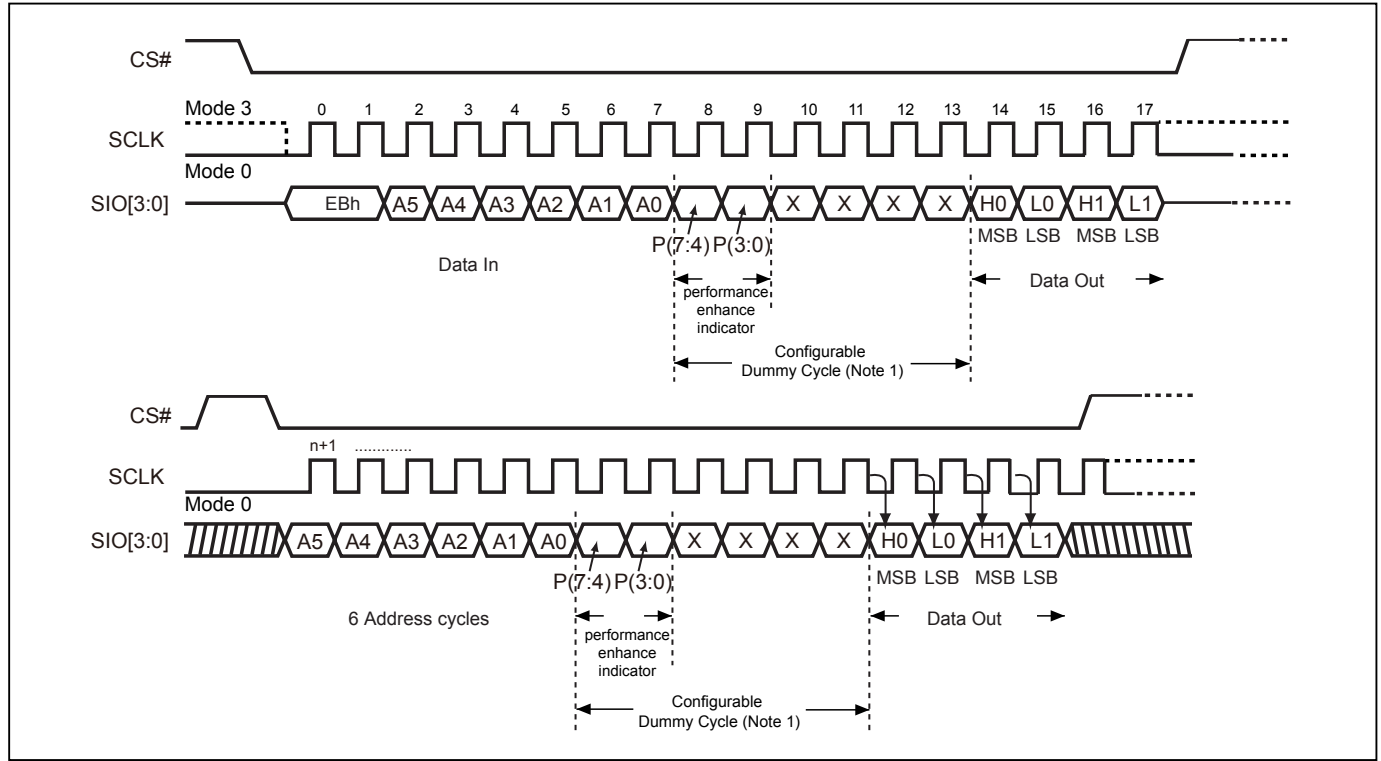 CS#
Mode 3
0 1 2 3 4 5 6 7 8 9 10 11 12 13 14 15 16 17
SCLK
Mode 0
SIO[3:0] EBh A5 A4 A3 A2 A1 A0 X X X X H0 L0 H1 L1
P(7:4) P(3:0)
MSB LSB MSB LSB
Data In
Data Out
performance
enhance
indicator
Configurable
Dummy Cycle (Note 1)
CS#
n+1 .............
SCLK
Mode 0
SIO[3:0] A5 A4 A3 A2 A1 A0 X X X X H0 L0 H1 L1
P(7:4) P(3:0)
MSB LSB MSB LSB
6 Address cycles
Data Out
performance
enhance
indicator
Configurable
Dummy Cycle (Note 1)